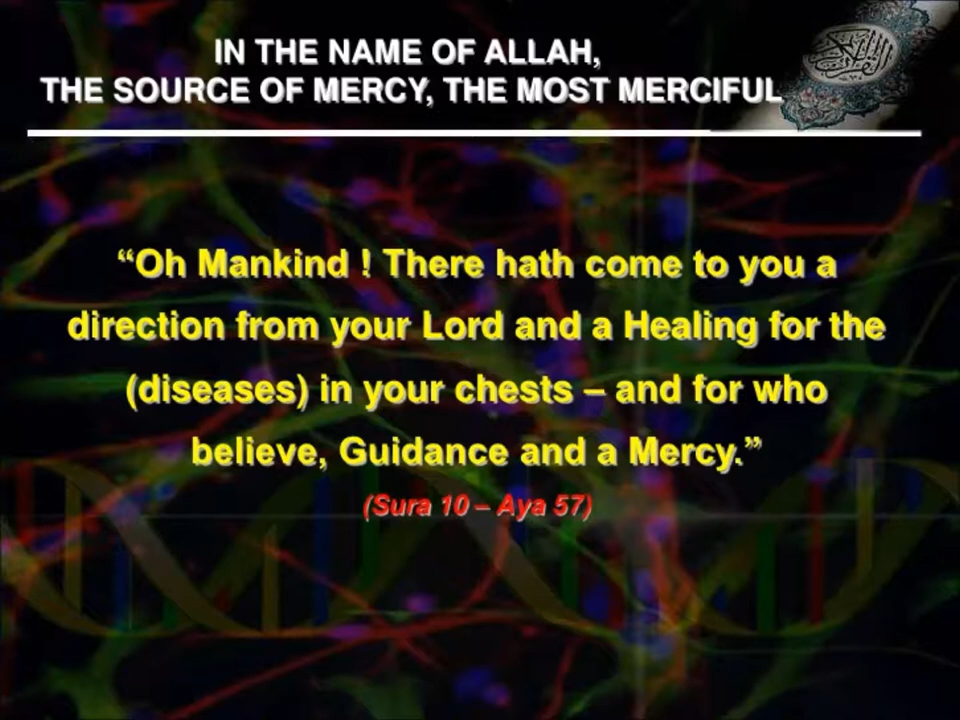 IN THE NAME OF ALLAH,
THE SOURCE OF MERCY, THE MOST MERCIFUL
“Oh Mankind ! There hath come to you a
direction from your Lord and a Healing for the
(diseases) in your chests – and for who
believe, Guidance and a Mercy.”
(Sura 10 – Aya 57)